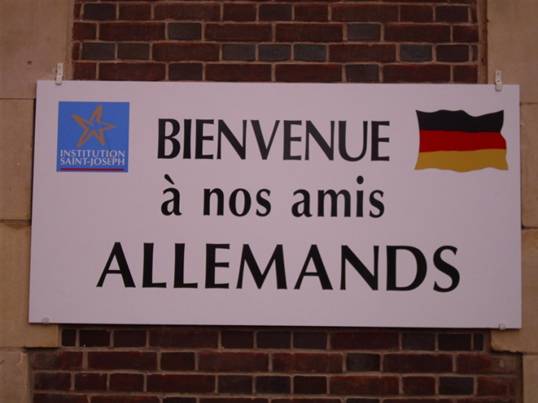 INSTITUTION
SAINT-JOSEPH
BIENVENUE
à nos amis
ALLEMANDS